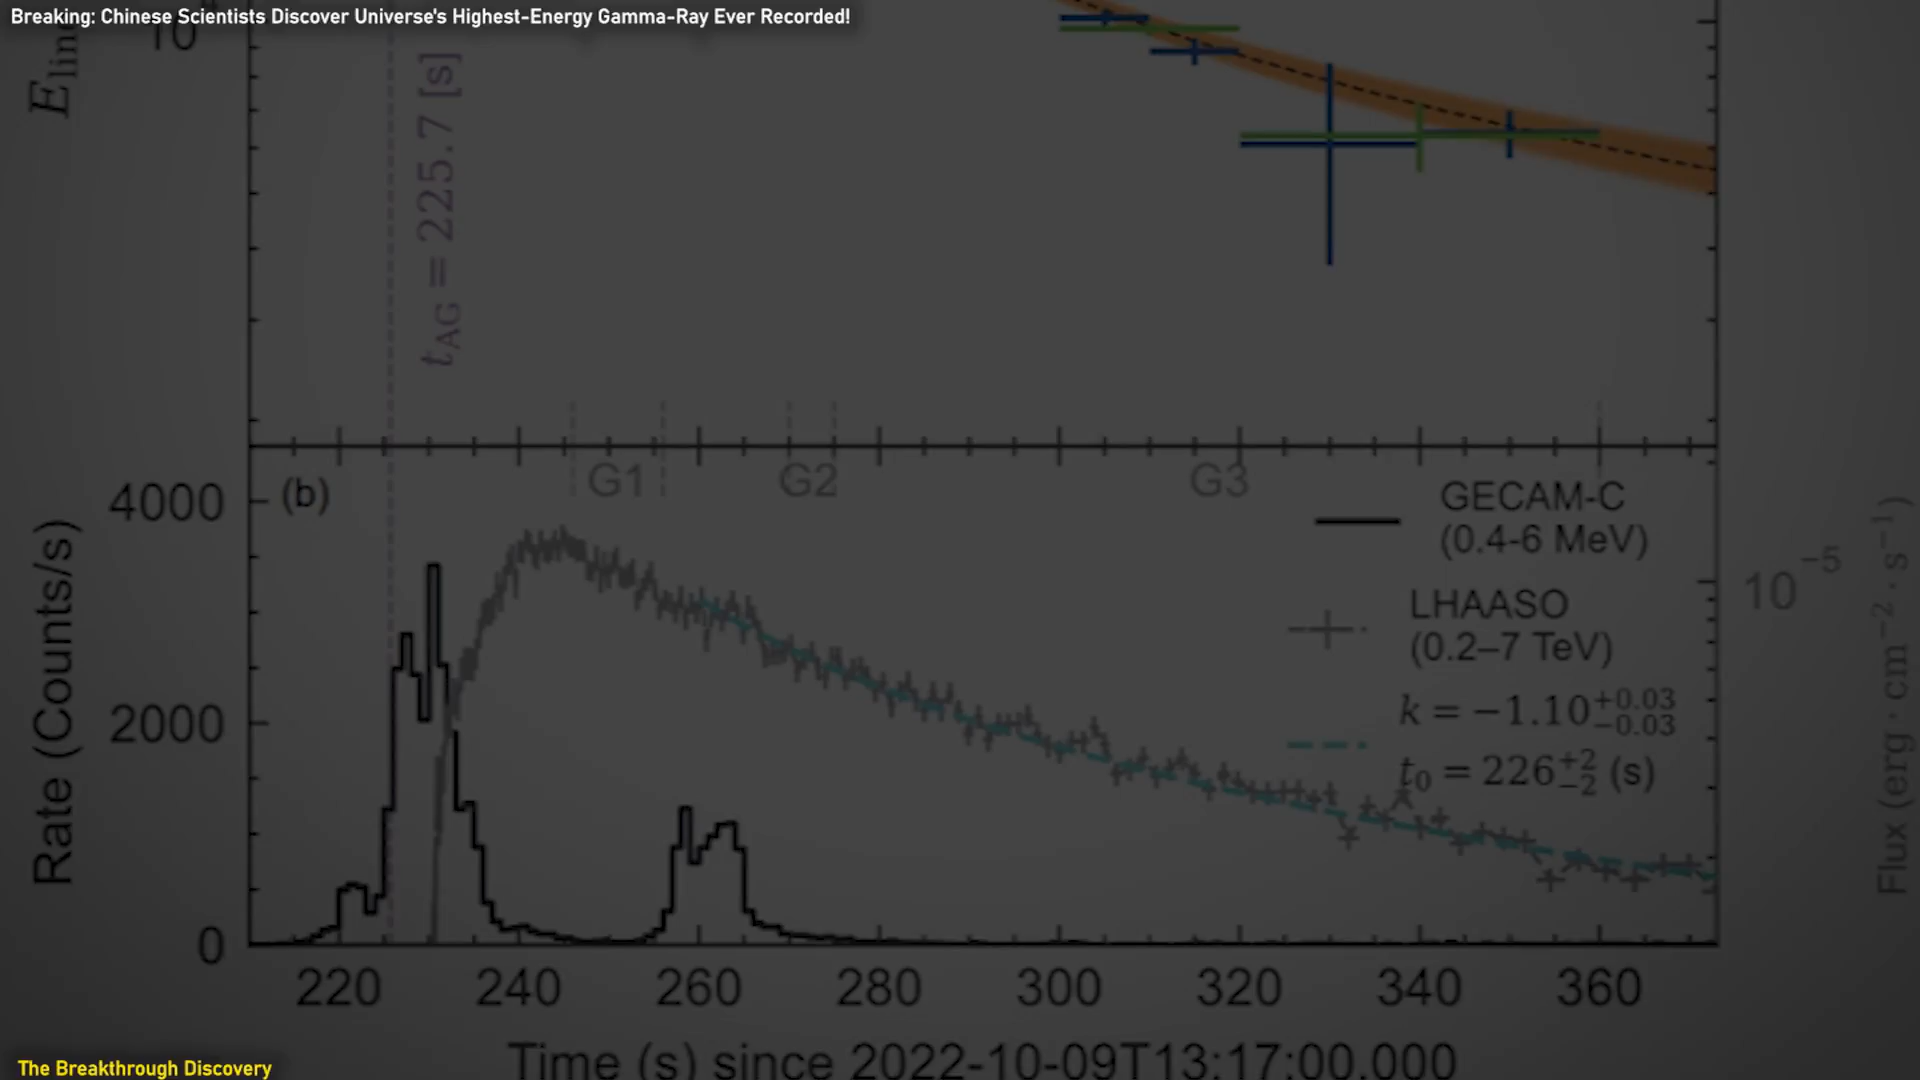 Breaking: Chinese Scientists Discover Universe's Highest-Energy Gamma-Ray Ever Recorded!
10
E line
t_AG = 225.7 [s]
4000
(b)
G1
G2
G3
GECAM-C
(0.4-6 MeV)
10⁻⁵
LHAASO
(0.2–7 TeV)
k = −1.10 +0.03 −0.03
2000
t₀ = 226 +2 −2 (s)
0
Rate (Counts/s)
Flux (erg · cm⁻² · s⁻¹)
220 240 260 280 300 320 340 360
Time (s) since 2022-10-09T13:17:00.000
The Breakthrough Discovery